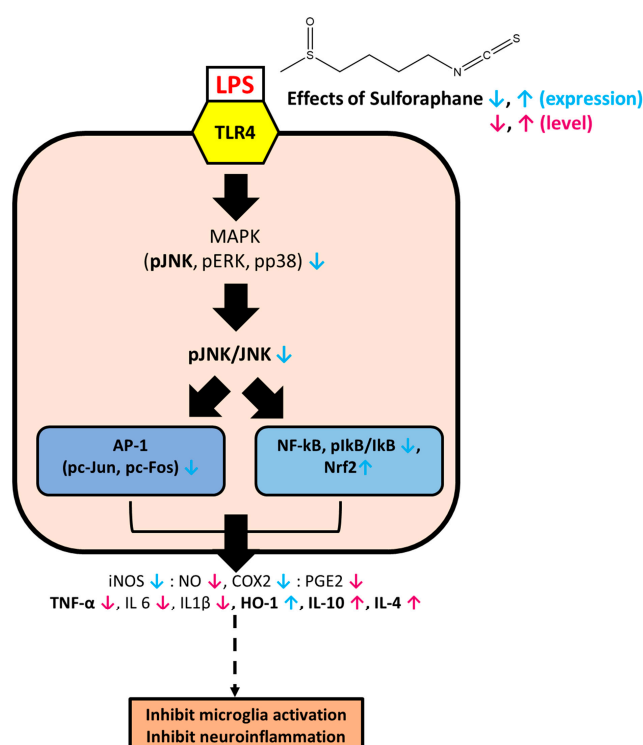 O
S
S
C
N
LPS
Effects of Sulforaphane ↓, ↑ (expression)
↓, ↑ (level)
TLR4
MAPK
(pJNK, pERK, pp38) ↓
pJNK/JNK ↓
AP-1
(pc-Jun, pc-Fos) ↓
NF-kB, pIkB/IkB ↓,
Nrf2↑
iNOS ↓ : NO ↓, COX2 ↓ : PGE2 ↓
TNF-α ↓, IL 6 ↓, IL1β ↓, HO-1 ↑, IL-10 ↑, IL-4 ↑
Inhibit microglia activation
Inhibit neuroinflammation